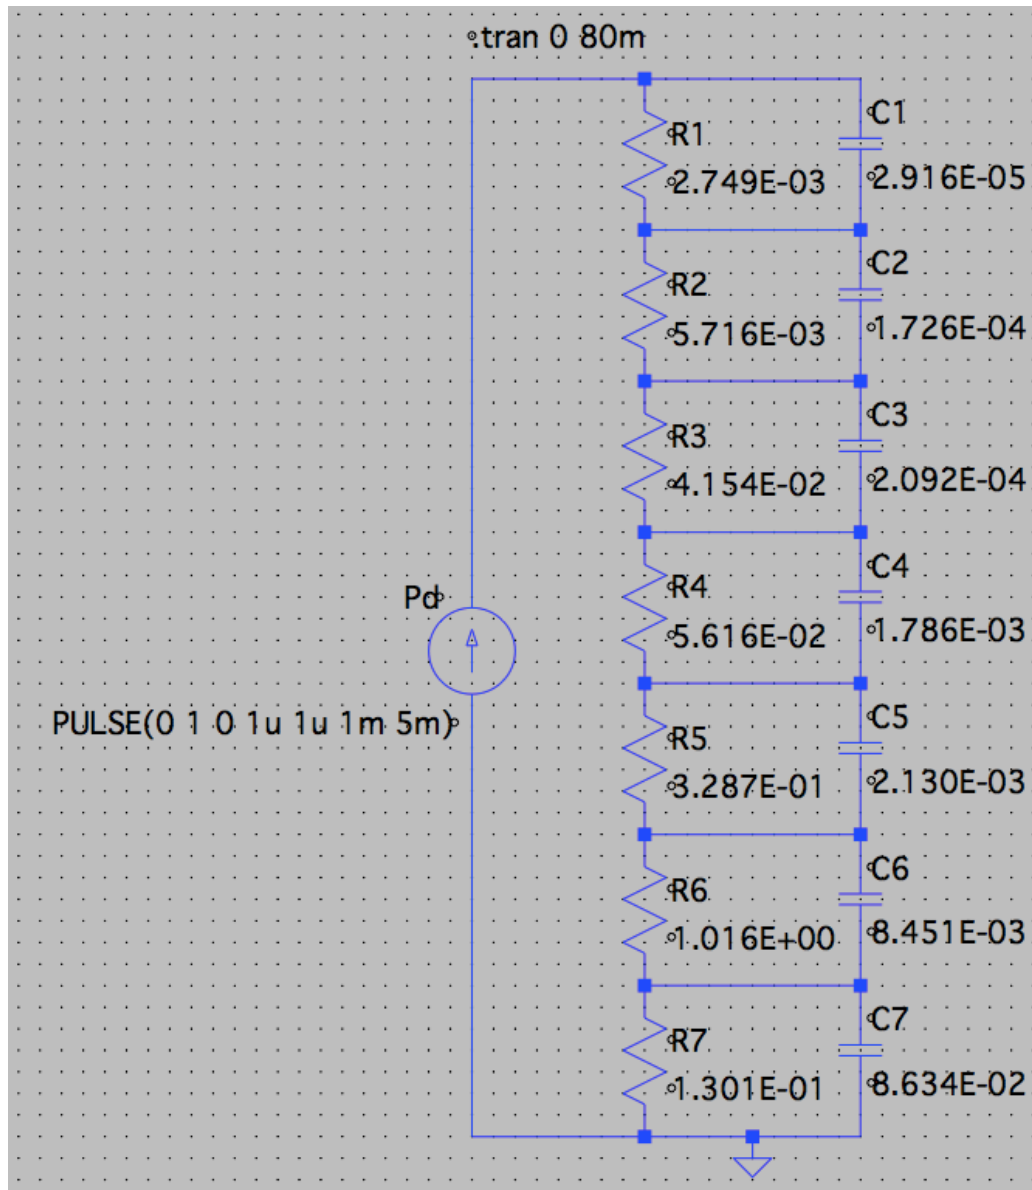 .tran 0 80m
R1
2.749E-03
C1
2.916E-05
R2
5.716E-03
C2
1.726E-04
R3
4.154E-02
C3
2.092E-04
R4
5.616E-02
C4
1.786E-03
Pd
PULSE(0 1 0 1u 1u 1m 5m)
R5
3.287E-01
C5
2.130E-03
R6
1.016E+00
C6
8.451E-03
R7
1.301E-01
C7
8.634E-02